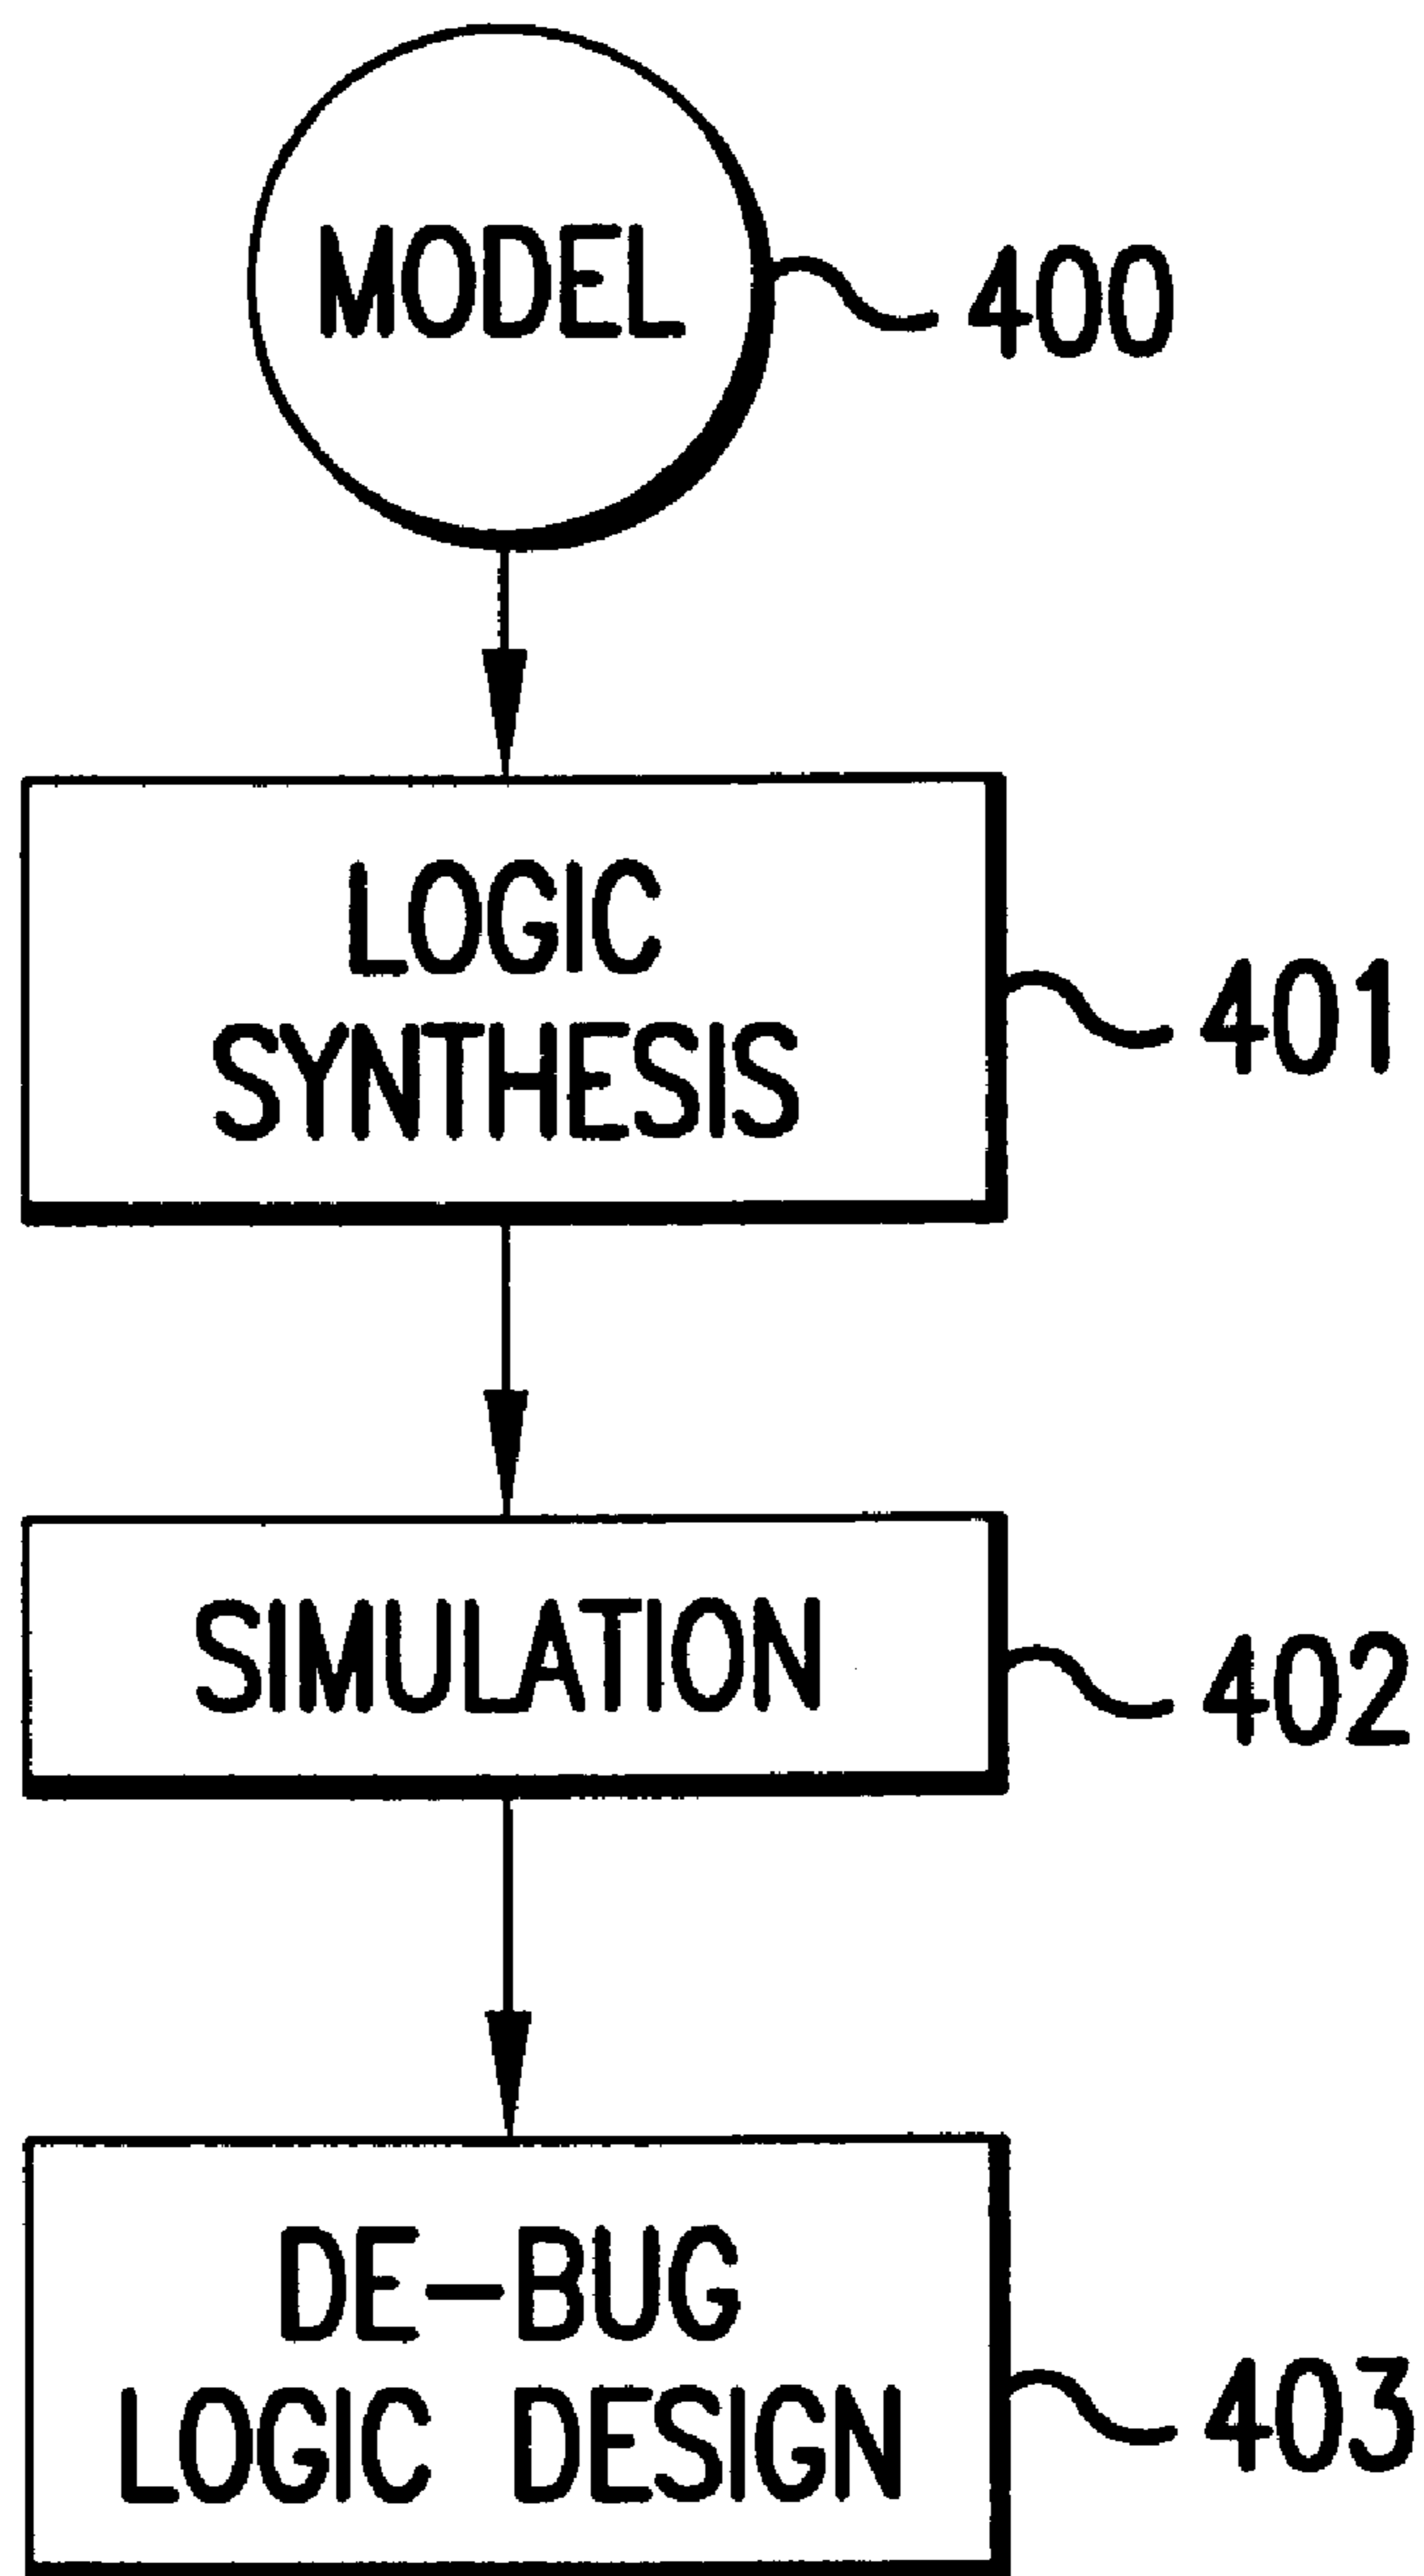 MODEL
400
LOGIC
SYNTHESIS
401
SIMULATION
402
DE-BUG
LOGIC DESIGN
403